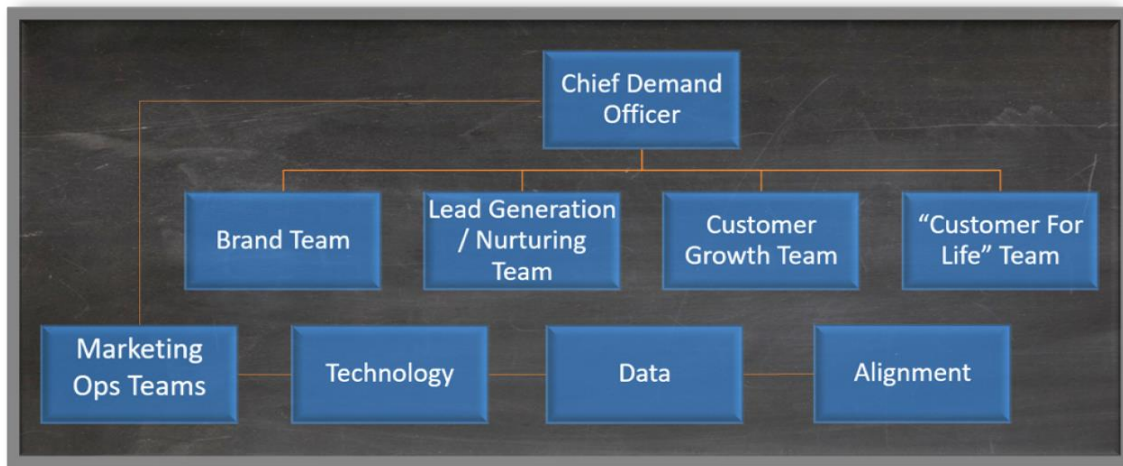 Chief Demand
Officer
Brand Team
Lead Generation
/ Nurturing
Team
Customer
Growth Team
“Customer For
Life” Team
Marketing
Ops Teams
Technology
Data
Alignment